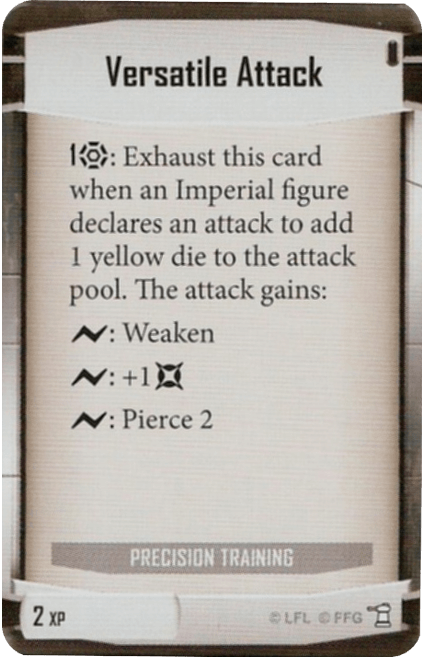 Versatile Attack
1: Exhaust this card
when an Imperial figure
declares an attack to add
1 yellow die to the attack
pool. The attack gains:
: Weaken
: +1
: Pierce 2
PRECISION TRAINING
2 XP
© LFL © FFG